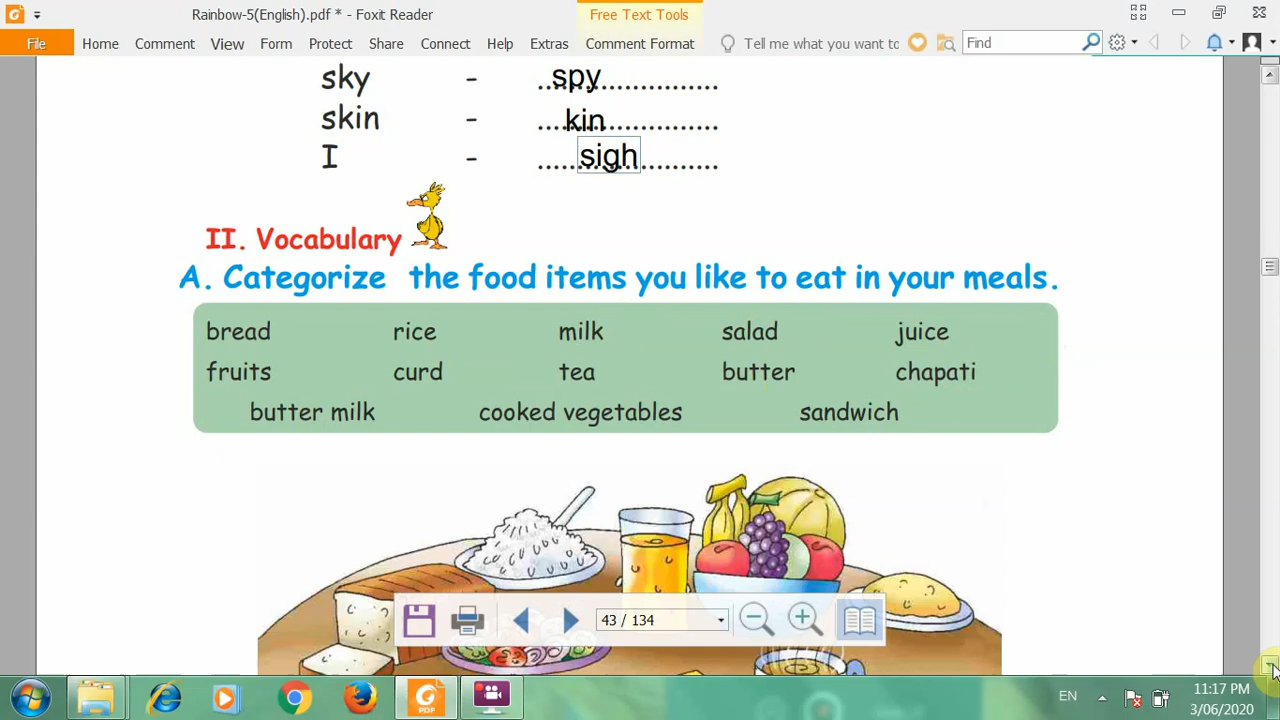 Rainbow-5(English).pdf * - Foxit Reader
Free Text Tools
File Home Comment View Form Protect Share Connect Help Extras Comment Format Tell me what you want to Find
sky - ......spy......
skin - ......kin......
I - ......sigh......
II. Vocabulary
A. Categorize the food items you like to eat in your meals.
bread rice milk salad juice
fruits curd tea butter chapati
butter milk cooked vegetables sandwich
43 / 134
PDF
EN
11:17 PM
3/06/2020